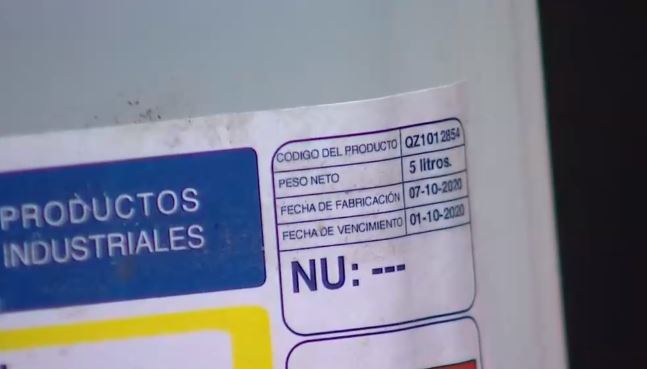 PRODUCTOS
INDUSTRIALES
CÓDIGO DEL PRODUCTO QZ1012854
PESO NETO 5 litros.
FECHA DE FABRICACIÓN 07-10-2020
FECHA DE VENCIMIENTO 01-10-2020
NU: ---